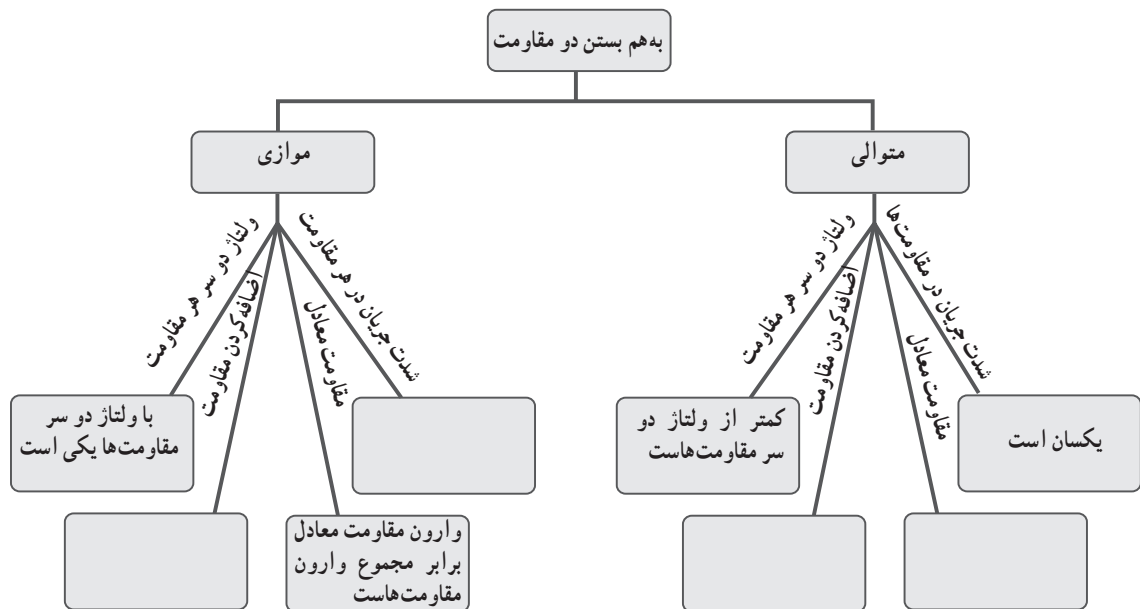 به‌هم بستن دو مقاومت
متوالی
شدت جریان در مقاومت‌ها
مقاومت معادل
اضافه‌کردن مقاومت
ولتاژ دو سر هر مقاومت
یکسان است
کمتر از ولتاژ دو
سر مقاومت‌هاست
موازی
شدت جریان در هر مقاومت
مقاومت معادل
اضافه‌کردن مقاومت
ولتاژ دو سر هر مقاومت
با ولتاژ دو سر
مقاومت‌ها یکی است
وارون مقاومت معادل
برابر مجموع وارون
مقاومت‌هاست